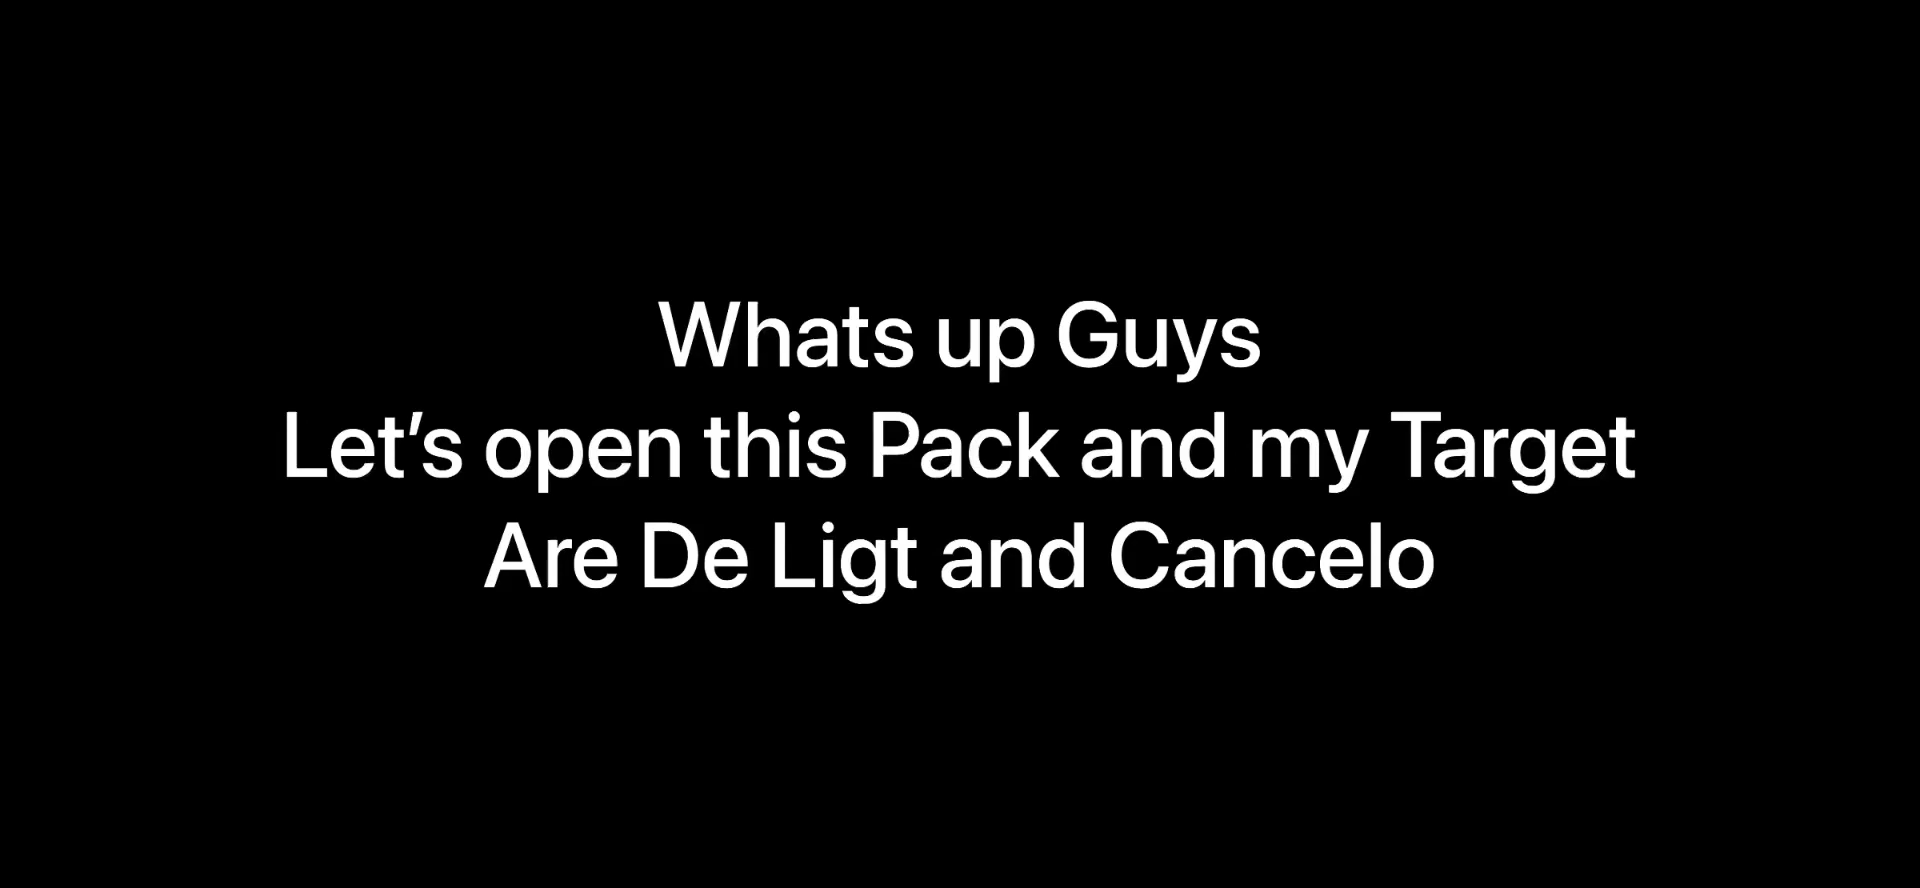 Whats up Guys
Let’s open this Pack and my Target
Are De Ligt and Cancelo